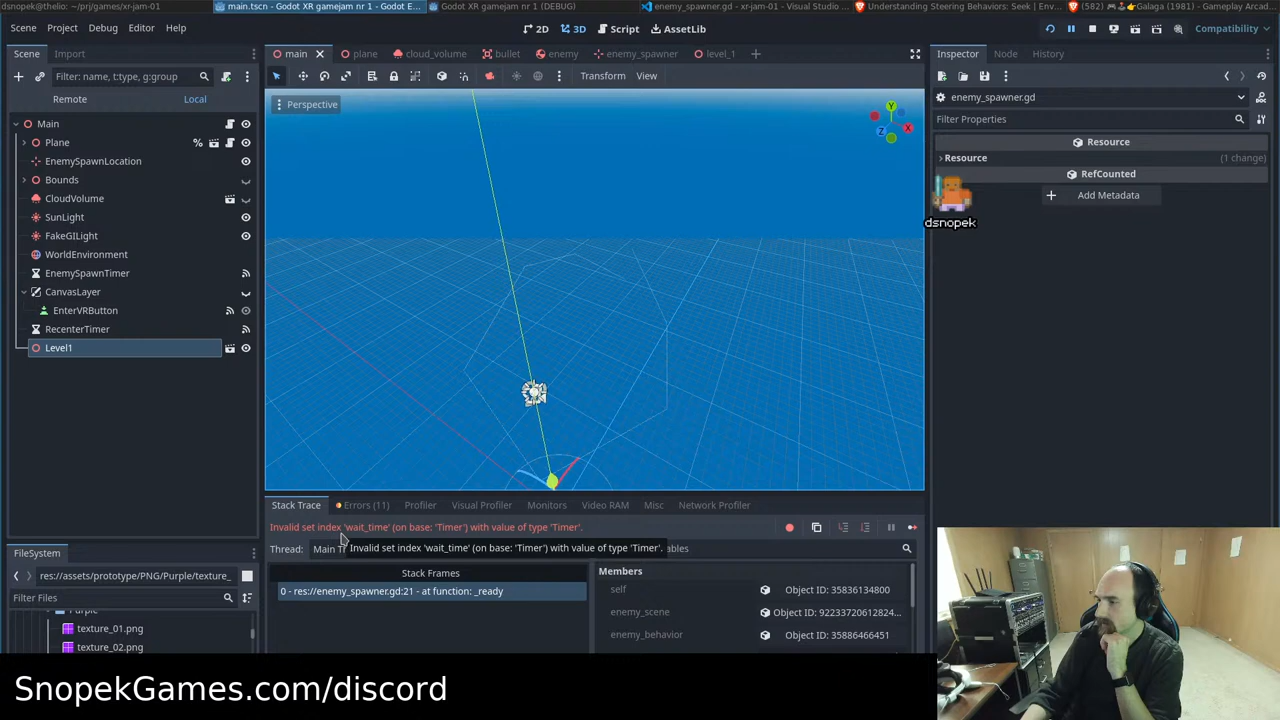 dsnopek@thelio: ~/prj/games/xr-jam-01
main.tscn - Godot XR gamejam nr 1 - Godot E...
Godot XR gamejam nr 1 (DEBUG)
enemy_spawner.gd - xr-jam-01 - Visual Studio ...
Understanding Steering Behaviors: Seek | Env...
(582) 🎮🕹👉Galaga (1981) - Gameplay Arcad...
Scene Project Debug Editor Help
2D 3D Script AssetLib
Compatibility
Scene Import
main plane cloud_volume bullet enemy enemy_spawner level_1
Inspector Node History
Filter: name, t:type, g:group
Transform View
Remote Local
Perspective
Y
X
Z
enemy_spawner.gd
Filter Properties
Resource
Resource (1 change)
RefCounted
Add Metadata
dsnopek
Main
Plane
EnemySpawnLocation
Bounds
CloudVolume
SunLight
FakeGILight
WorldEnvironment
EnemySpawnTimer
CanvasLayer
EnterVRButton
RecenterTimer
Level1
Stack Trace Errors (11) Profiler Visual Profiler Monitors Video RAM Misc Network Profiler
Invalid set index 'wait_time' (on base: 'Timer') with value of type 'Timer'.
Thread: Main T
Invalid set index 'wait_time' (on base: 'Timer') with value of type 'Timer'.
ables
Stack Frames
0 - res://enemy_spawner.gd:21 - at function: _ready
Members
self Object ID: 35836134800
enemy_scene Object ID: 92233720612824...
enemy_behavior Object ID: 35886466451
FileSystem
res://assets/prototype/PNG/Purple/texture_
Filter Files
Purple
texture_01.png
texture_02.png
SnopekGames.com/discord